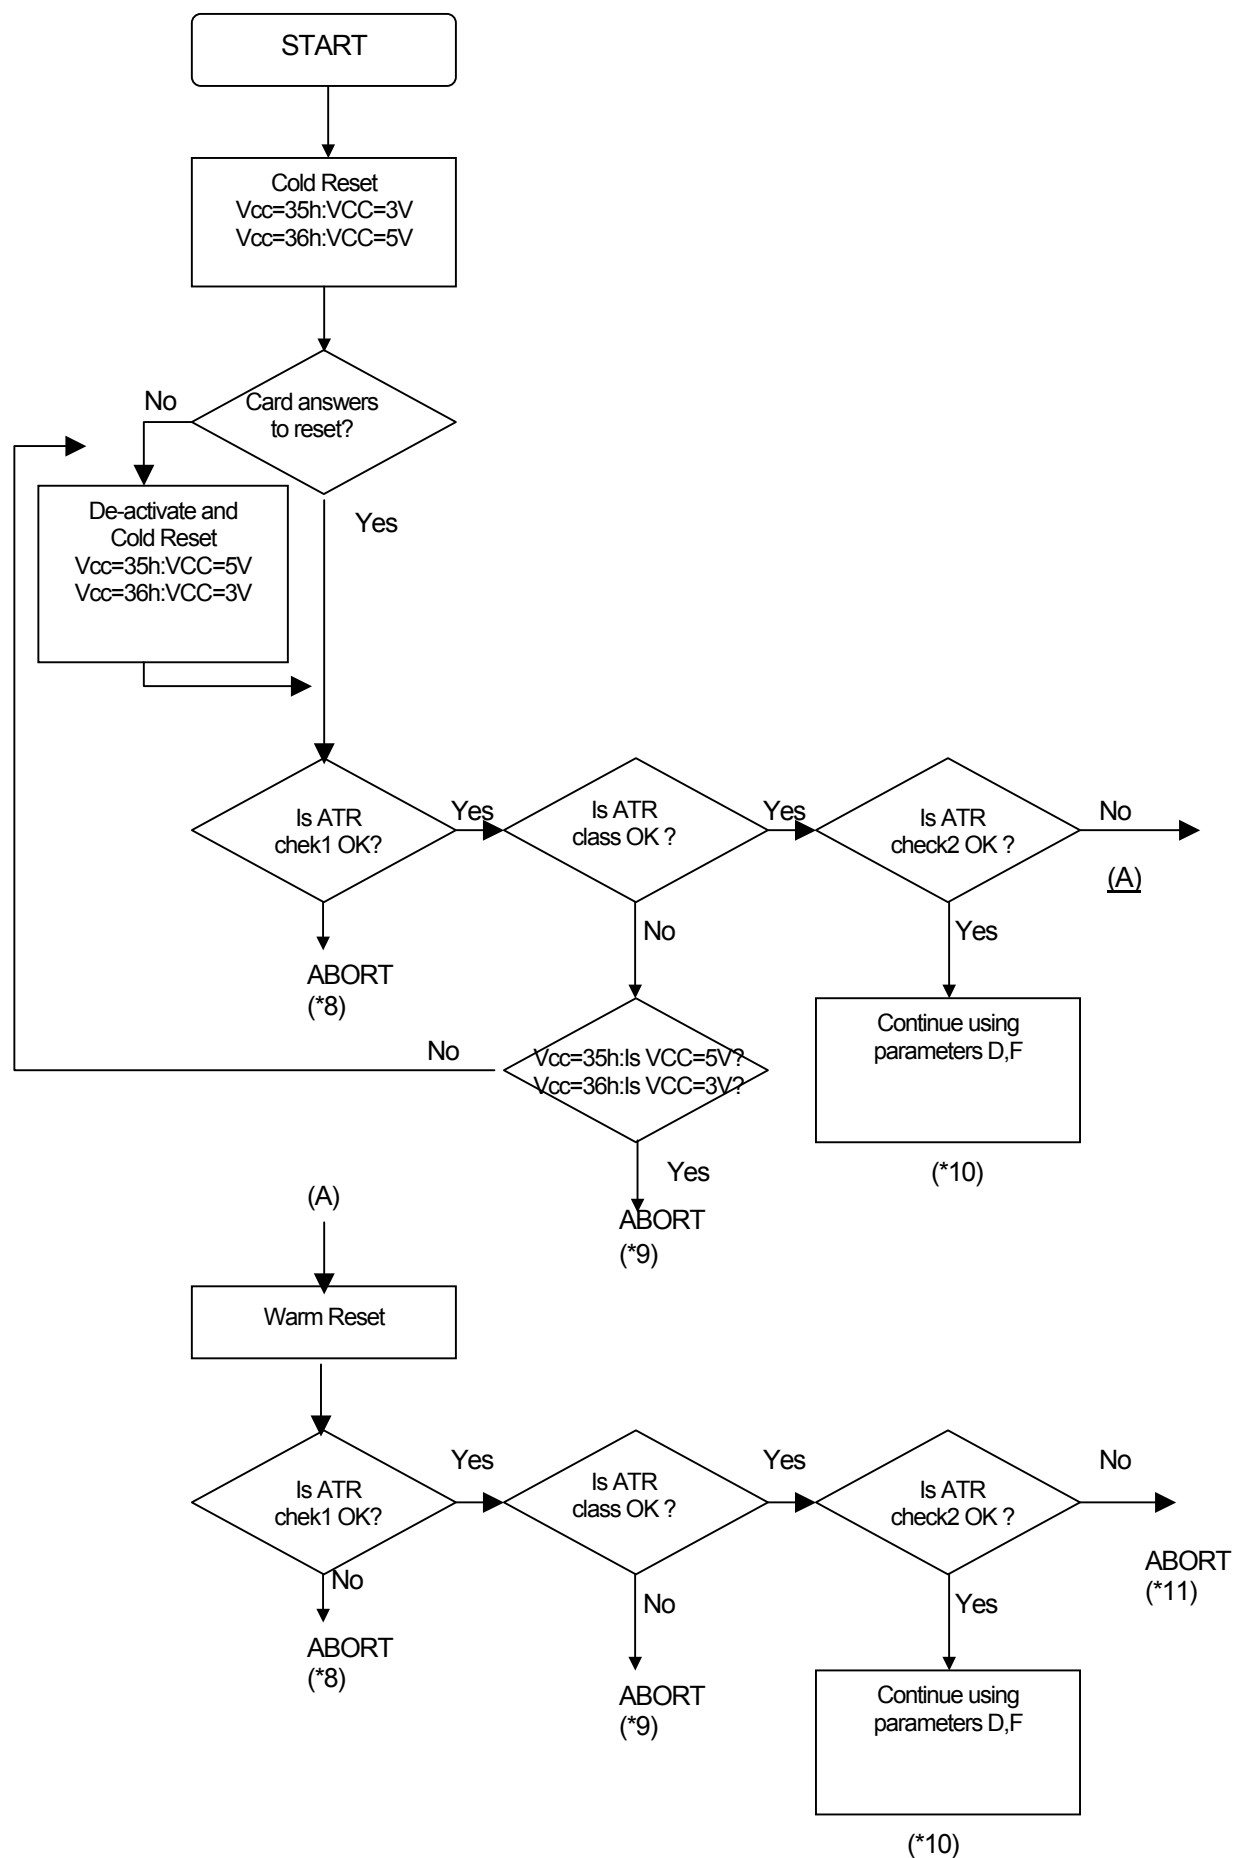 START
Cold Reset
Vcc=35h:VCC=3V
Vcc=36h:VCC=5V
No
Card answers
to reset?
De-activate and
Cold Reset
Vcc=35h:VCC=5V
Vcc=36h:VCC=3V
Yes
Is ATR
chek1 OK?
Yes
Is ATR
class OK ?
Yes
Is ATR
check2 OK ?
No
(A)
ABORT
(*8)
No
Yes
Continue using
parameters D,F
(*10)
No
Vcc=35h:Is VCC=5V?
Vcc=36h:Is VCC=3V?
Yes
ABORT
(*9)
(A)
Warm Reset
Is ATR
chek1 OK?
Yes
Is ATR
class OK ?
Yes
Is ATR
check2 OK ?
No
ABORT
(*11)
No
ABORT
(*8)
No
ABORT
(*9)
Yes
Continue using
parameters D,F
(*10)